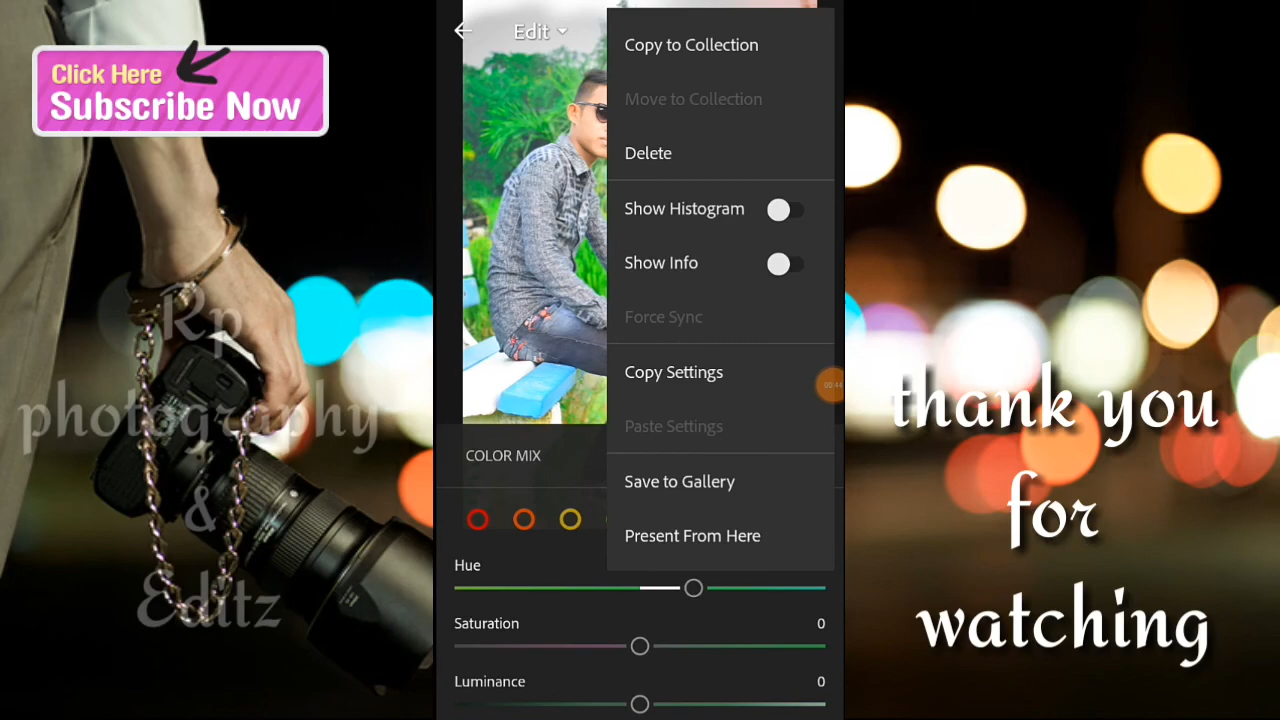 Click Here
Subscribe Now
Rp
photography
&
Editz
Edit
Copy to Collection
Move to Collection
Delete
Show Histogram
Show Info
Force Sync
Copy Settings
Paste Settings
Save to Gallery
Present From Here
00:44
COLOR MIX
Hue
Saturation 0
Luminance 0
thank you
for
watching